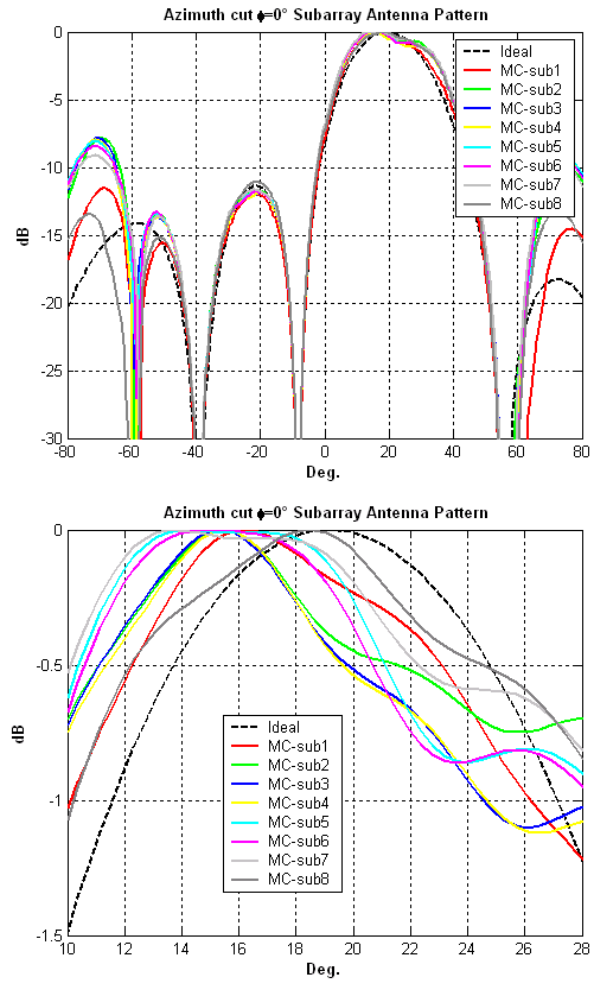 Azimuth cut ϕ=0° Subarray Antenna Pattern
0
-5
-10
-15
-20
-25
-30
dB
-80
-60
-40
-20
0
20
40
60
80
Deg.
Ideal
MC-sub1
MC-sub2
MC-sub3
MC-sub4
MC-sub5
MC-sub6
MC-sub7
MC-sub8
Azimuth cut ϕ=0° Subarray Antenna Pattern
0
-0.5
-1
-1.5
dB
Ideal
MC-sub1
MC-sub2
MC-sub3
MC-sub4
MC-sub5
MC-sub6
MC-sub7
MC-sub8
10
12
14
16
18
20
22
24
26
28
Deg.